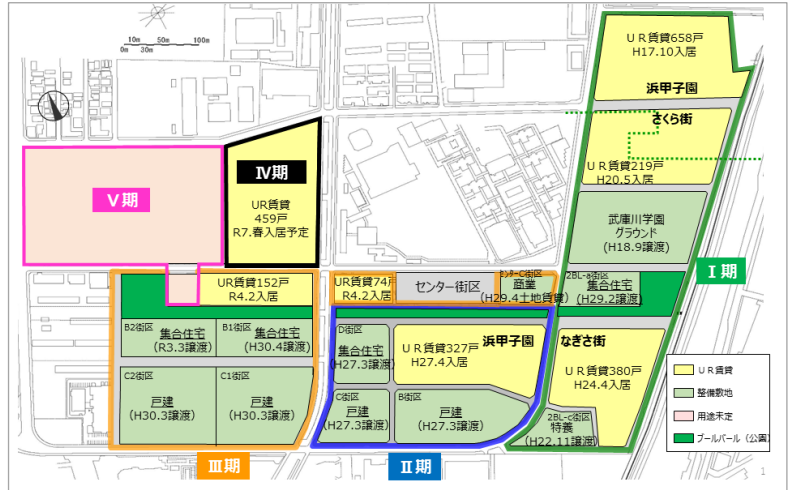 10m 50m 100m
0m 30m
UR賃貸658戸
H17.10入居
浜甲子園
さくら街
UR賃貸219戸
H20.5入居
武庫川学園
グラウンド
(H18.9譲渡)
Ⅰ期
Ⅳ期
UR賃貸
459戸
R7.春入居予定
Ⅴ期
UR賃貸152戸
R4.2入居
UR賃貸74戸
R4.2入居
センター街区
センターC街区
商業
(H29.4土地賃貸)
2BL-a街区
集合住宅
(H29.2譲渡)
B2街区
集合住宅
(R3.3譲渡)
B1街区
集合住宅
(H30.4譲渡)
D街区
集合住宅
(H27.3譲渡)
UR賃貸327戸
H27.4入居
浜甲子園
なぎさ街
UR賃貸380戸
H24.4入居
C2街区
戸建
(H30.3譲渡)
C1街区
戸建
(H30.3譲渡)
C街区
戸建
(H27.3譲渡)
B街区
戸建
(H27.3譲渡)
2BL-c街区
特養
(H22.11譲渡)
Ⅲ期
Ⅱ期
UR賃貸
整備敷地
用途未定
ブールバール（公園）
1